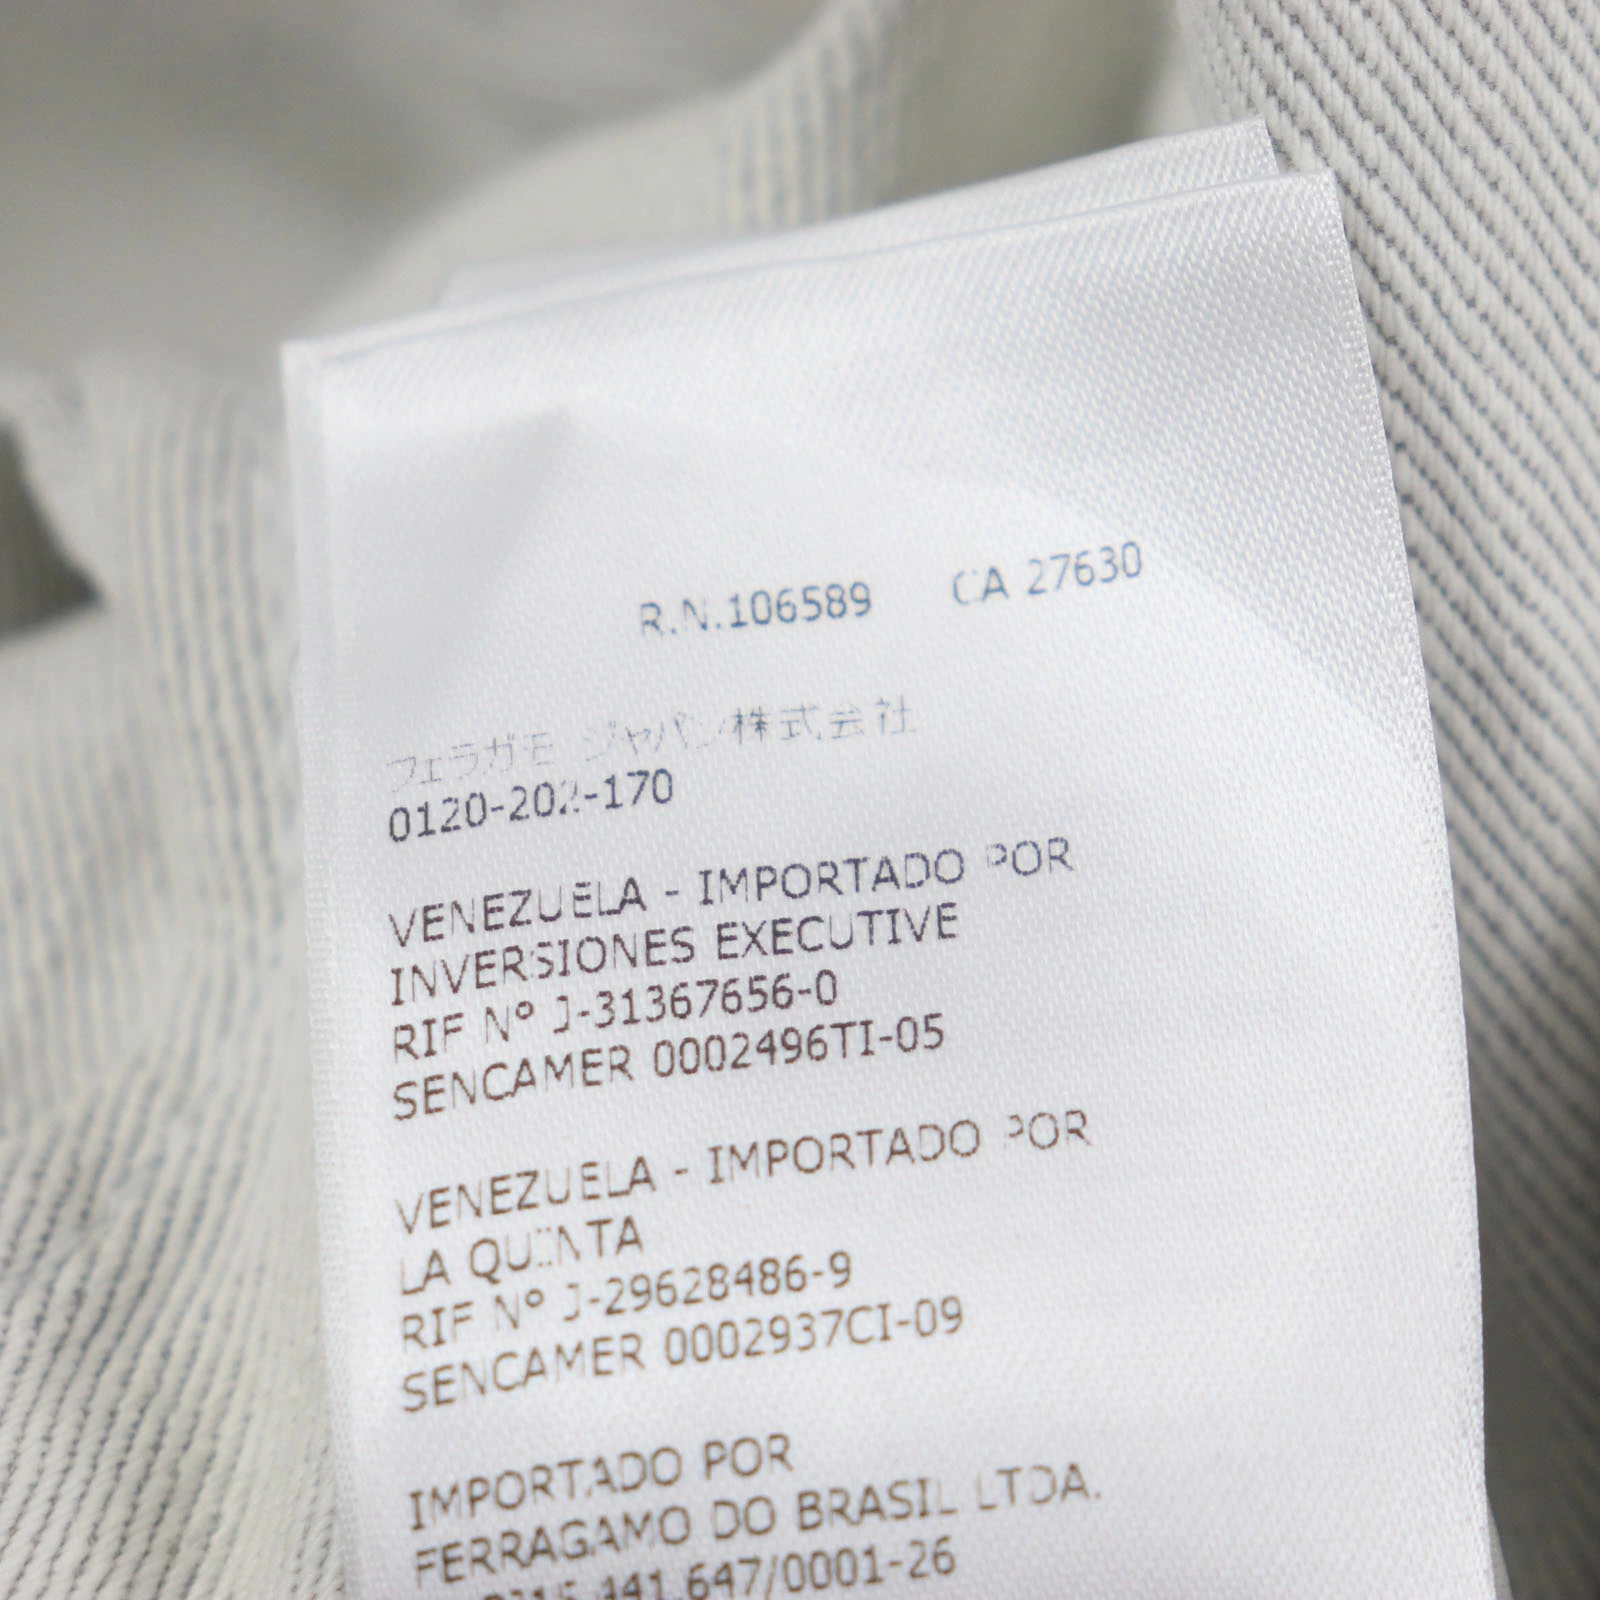 R.N.106589 CA 27630
フェラガモ ジャパン株式会社
0120-202-170
VENEZUELA - IMPORTADO POR
INVERSIONES EXECUTIVE
RIF Nº J-31367656-0
SENCAMER 0002496TI-05
VENEZUELA - IMPORTADO POR
LA QUINTA
RIF Nº J-29628486-9
SENCAMER 0002937CI-09
IMPORTADO POR
FERRAGAMO DO BRASIL LTDA.